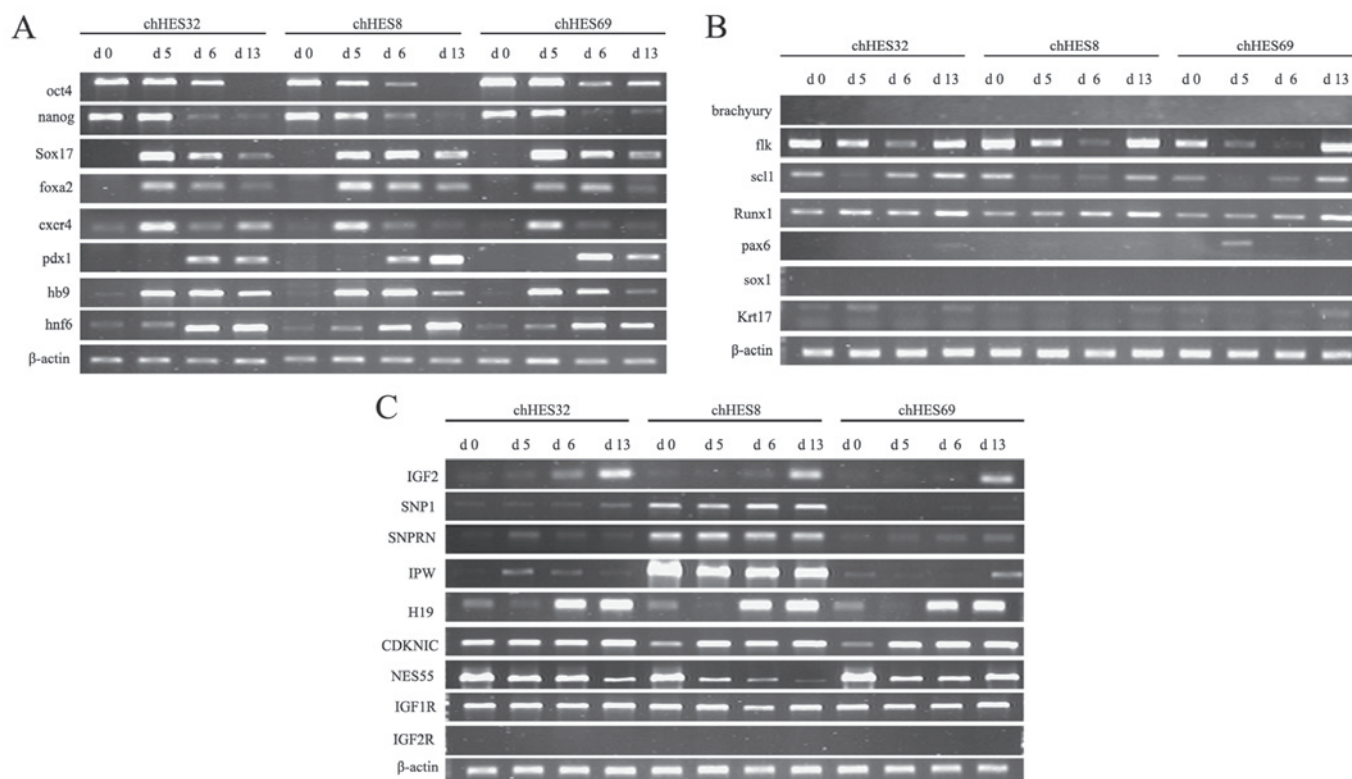 A
chHES32 chHES8 chHES69
d 0 d 5 d 6 d 13 d 0 d 5 d 6 d 13 d 0 d 5 d 6 d 13
oct4
nanog
Sox17
foxa2
cxcr4
pdx1
hb9
hnf6
β-actin
B
chHES32 chHES8 chHES69
d 0 d 5 d 6 d 13 d 0 d 5 d 6 d 13 d 0 d 5 d 6 d 13
brachyury
flk
scl1
Runx1
pax6
sox1
Krt17
β-actin
C
chHES32 chHES8 chHES69
d 0 d 5 d 6 d 13 d 0 d 5 d 6 d 13 d 0 d 5 d 6 d 13
IGF2
SNP1
SNPRN
IPW
H19
CDKNIC
NES55
IGF1R
IGF2R
β-actin